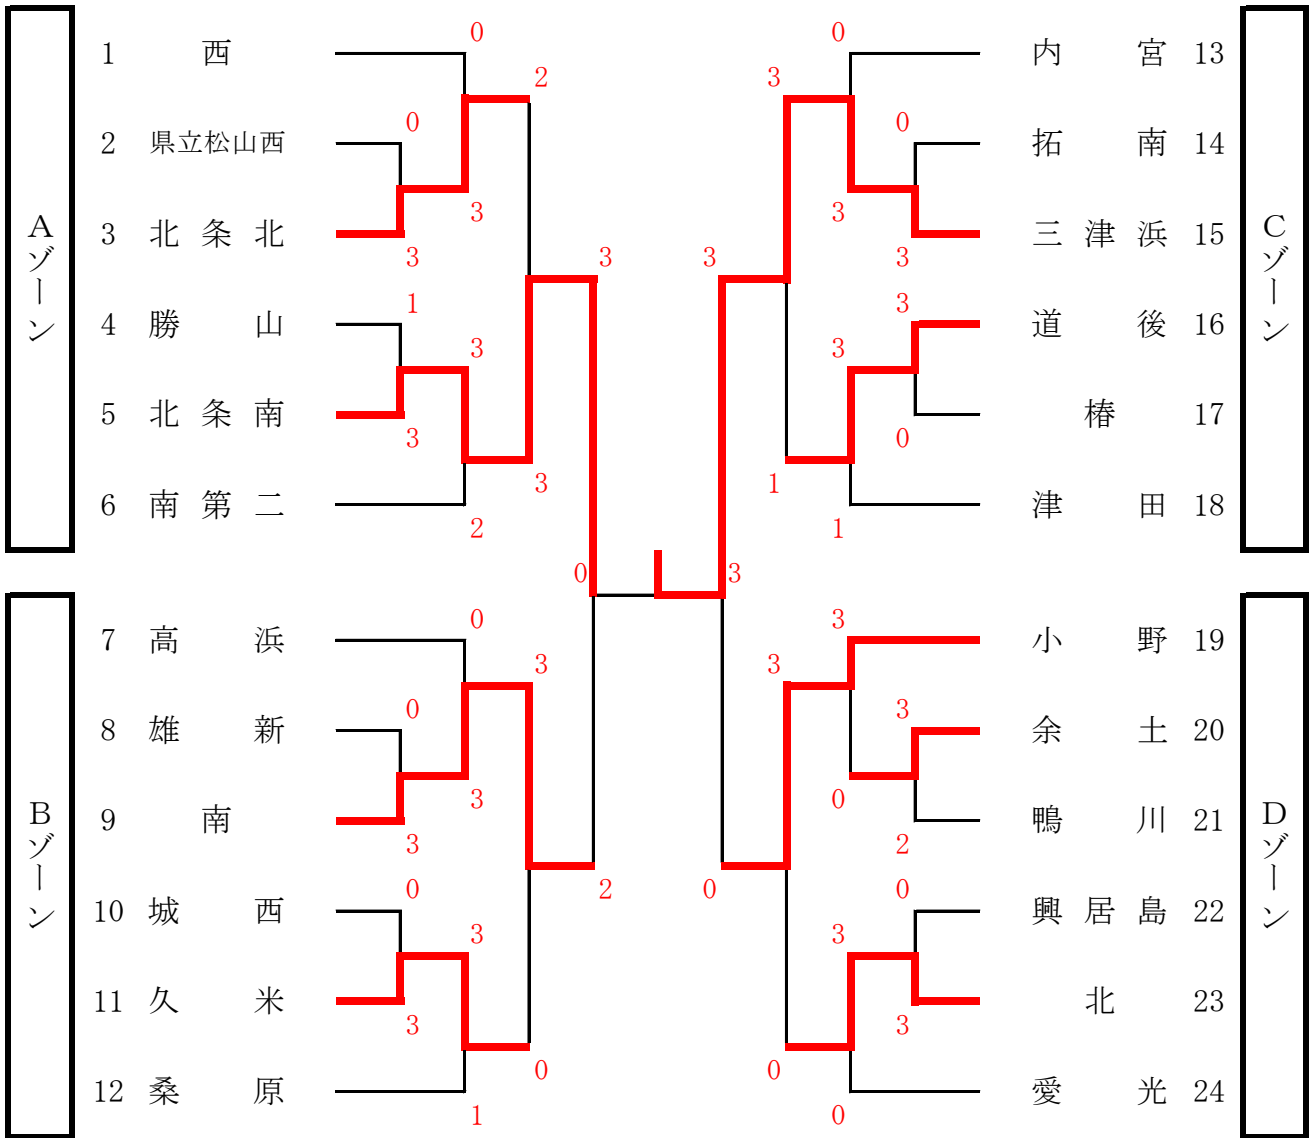 Aゾーン
1 西
2 県立松山西
3 北条北
4 勝山
5 北条南
6 南第二
0
2
0
3
3
1
3
3
3
3
2
Bゾーン
7 高浜
8 雄新
9 南
10 城西
11 久米
12 桑原
0
3
0
3
3
0
3
2
3
0
1
0
3
Cゾーン
内宮 13
拓南 14
三津浜 15
道後 16
椿 17
津田 18
0
3
0
3
3
3
3
3
0
1
1
Dゾーン
小野 19
余土 20
鴨川 21
興居島 22
北 23
愛光 24
3
3
3
0
2
0
0
3
3
0
0